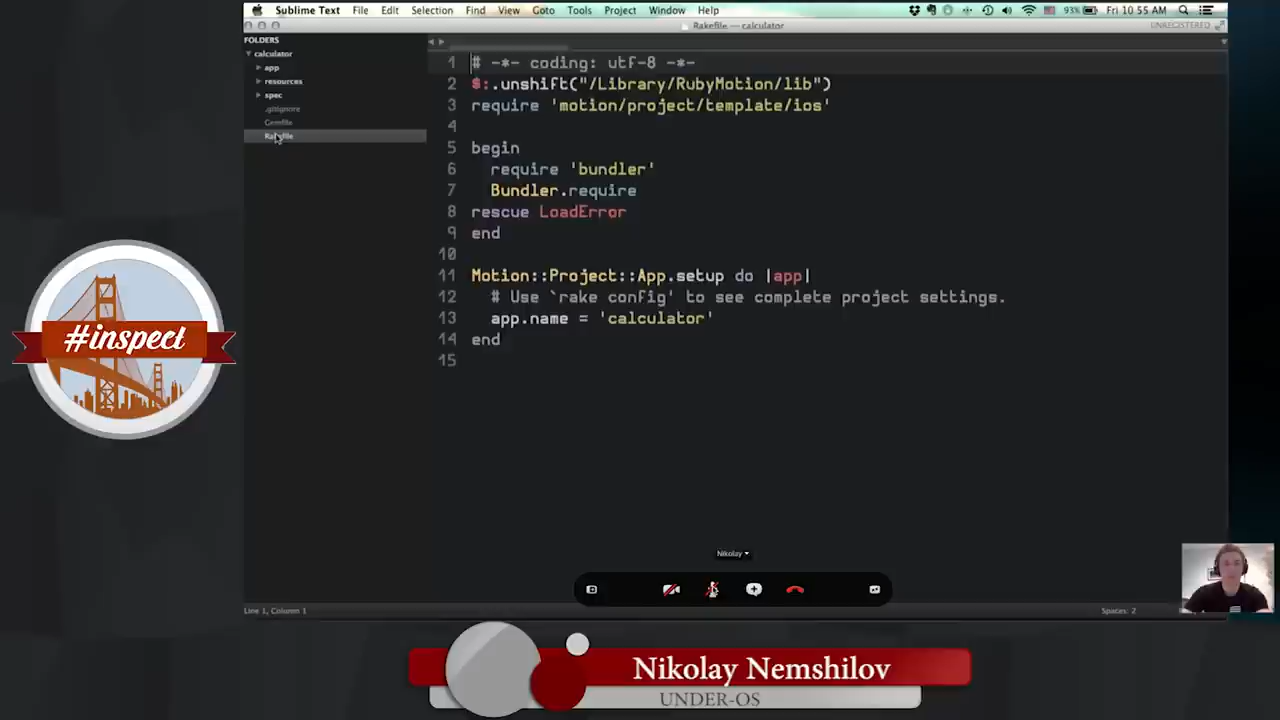 Sublime Text File Edit Selection Find View Goto Tools Project Window Help 93% Fri 10:55 AM
Rakefile — calculator UNREGISTERED
FOLDERS
calculator
app
resources
spec
.gitignore
Gemfile
Rakefile
1 # -*- coding: utf-8 -*-
2 $:.unshift("/Library/RubyMotion/lib")
3 require 'motion/project/template/ios'
4
5 begin
6 require 'bundler'
7 Bundler.require
8 rescue LoadError
9 end
10
11 Motion::Project::App.setup do |app|
12 # Use `rake config' to see complete project settings.
13 app.name = 'calculator'
14 end
15
#inspect
Nikolay
Line 1, Column 1 Spaces: 2
Nikolay Nemshilov
UNDER-OS